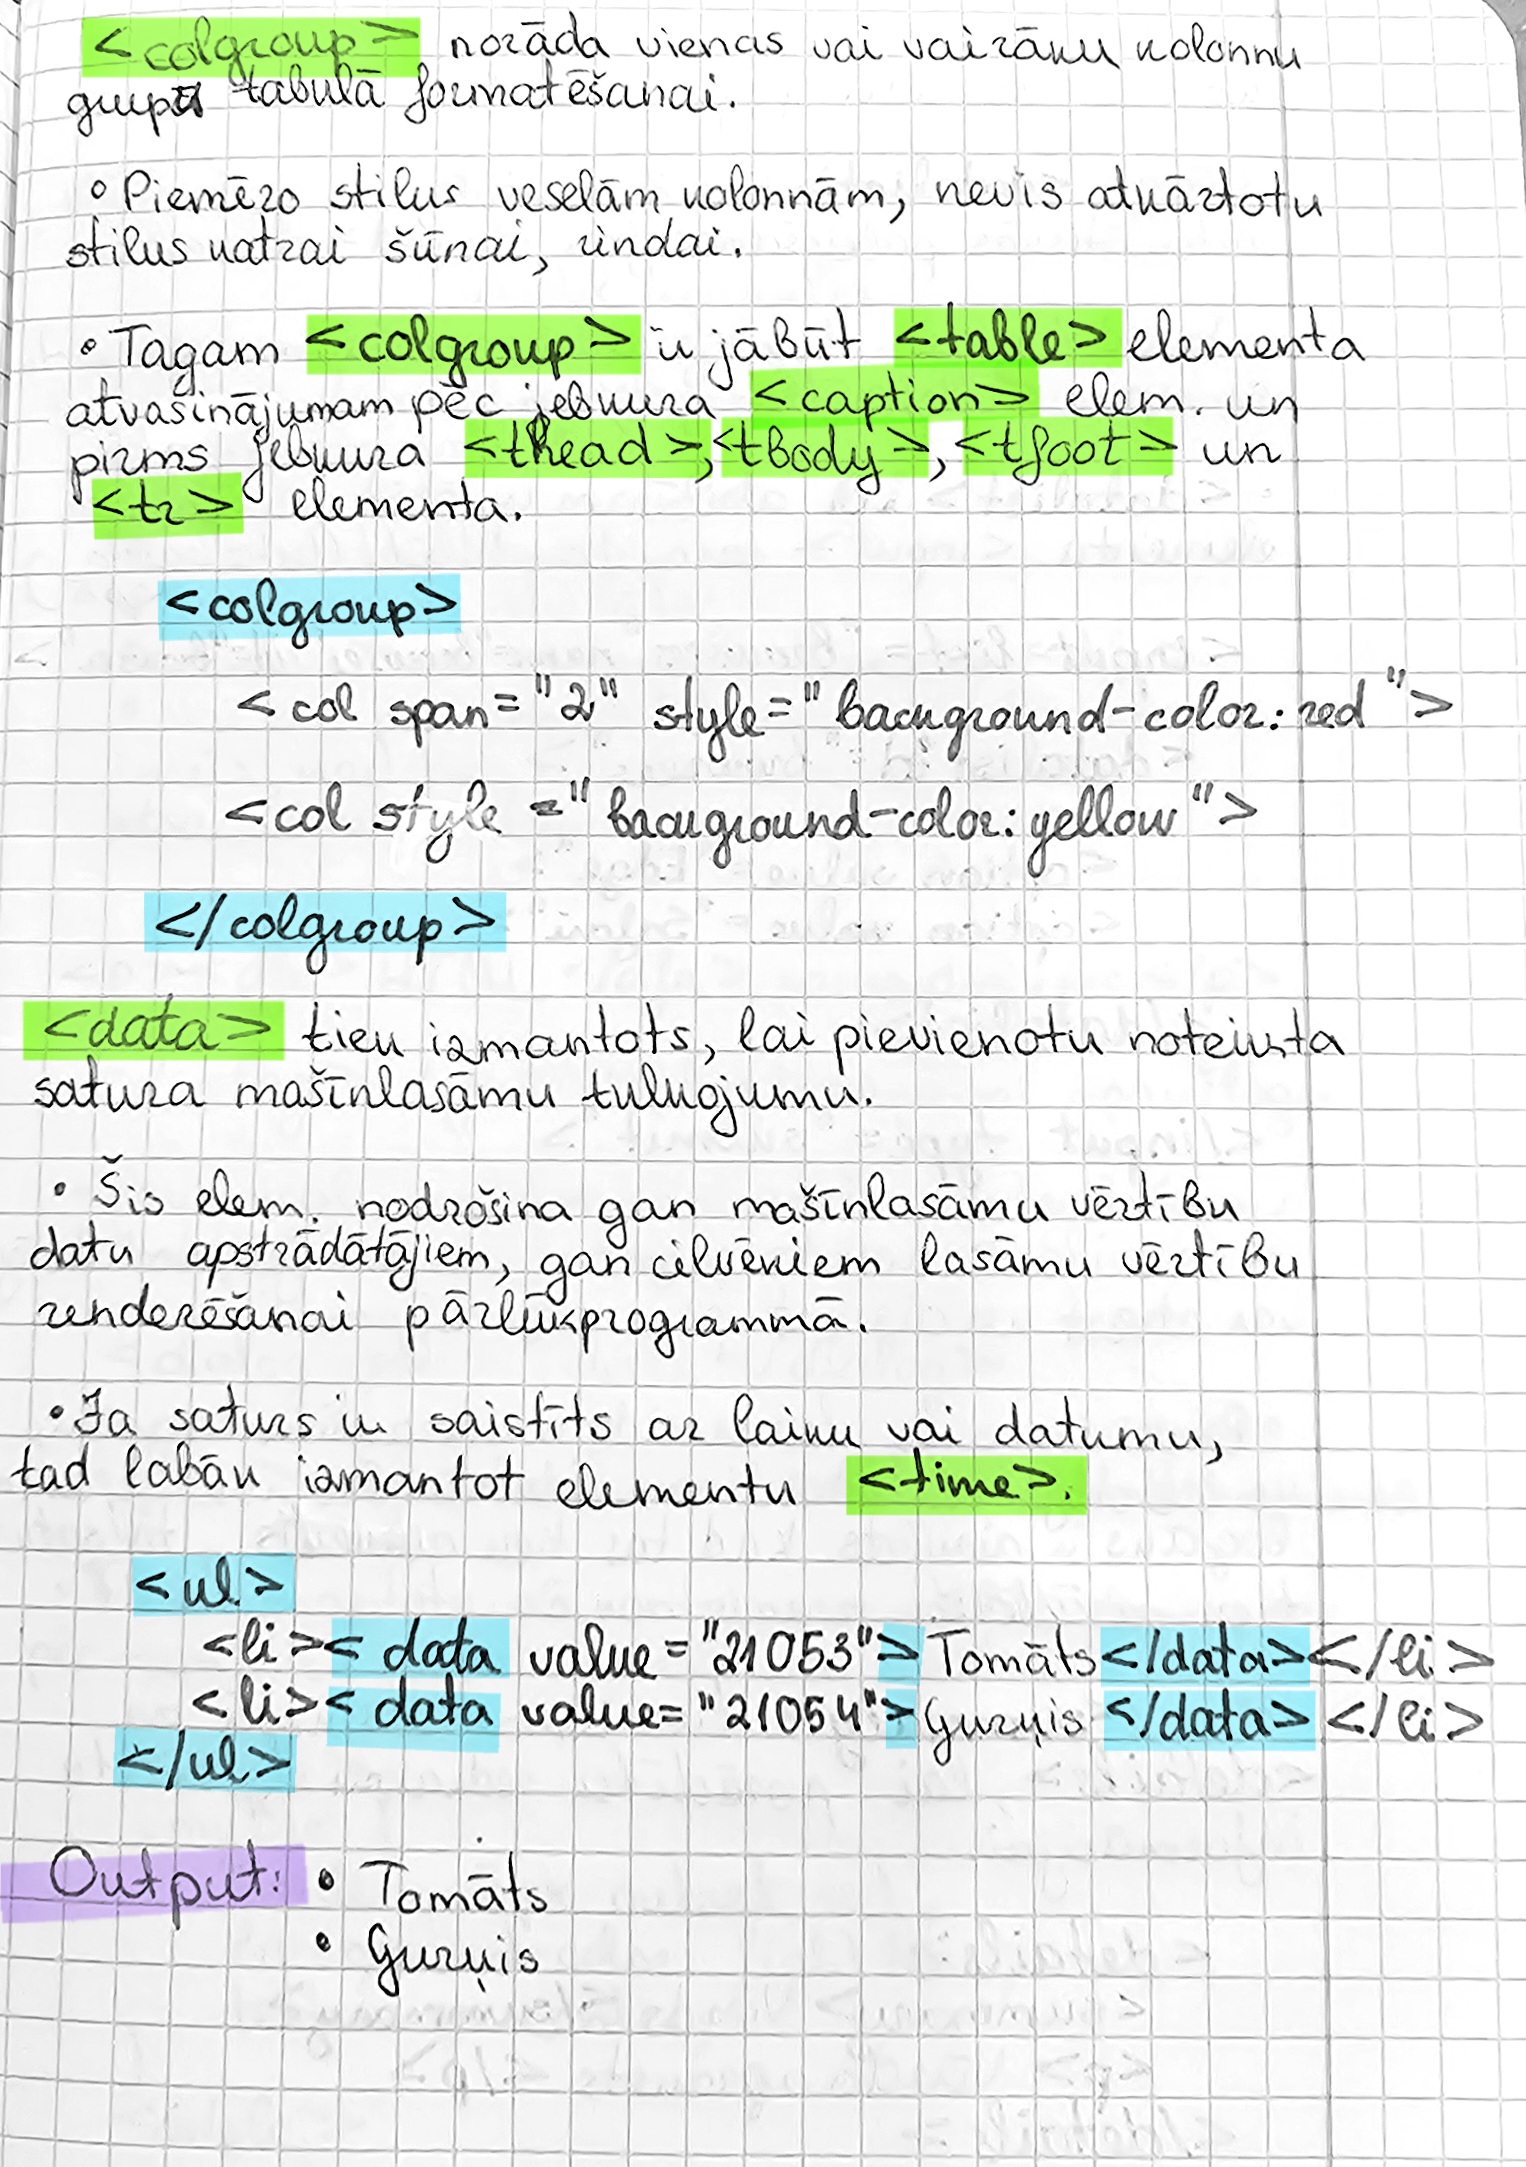 <colgroup> norāda vienas vai vairāku kolonnu
grupu tabulā formatēšanai.
• Piemēro stilus veselām kolonnām, nevis atkārtotu
stilus katrai šūnai, rindai.
• Tagam <colgroup> ir jābūt <table> elementa
atvasinājumam pēc jebkura <caption> elem. un
pirms jebkura <thead>, <tbody>, <tfoot> un
<tr> elementa.
<colgroup>
<col span="2" style="background-color: red">
<col style="background-color: yellow">
</colgroup>
<data> tiek izmantots, lai pievienotu noteikta
satura mašīnlasāmu tulkojumu.
• Šis elem. nodrošina gan mašīnlasāmu vērtību
datu apstrādātājiem, gan cilvēkiem lasāmu vērtību
renderēšanai pārlūkprogrammā.
• Ja saturs ir saistīts ar laiku vai datumu,
tad labāk izmantot elementu <time>.
<ul>
<li><data value="21053">Tomāts</data></li>
<li><data value="21054">Gurķis</data></li>
</ul>
Output: • Tomāts
• Gurķis